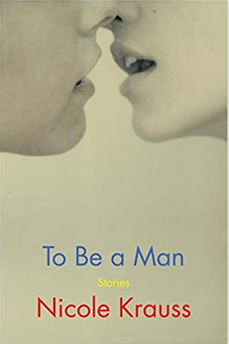 To Be a Man
Stories
Nicole Krauss